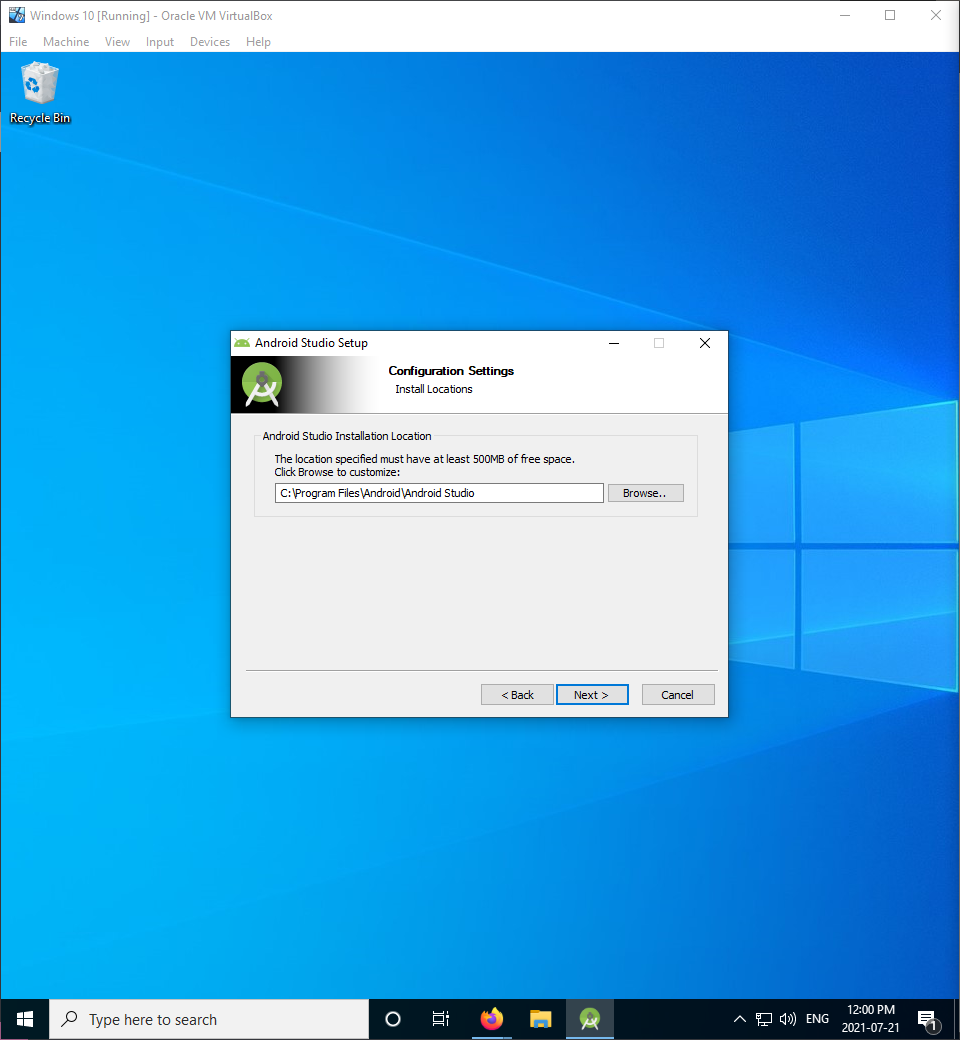 Windows 10 [Running] - Oracle VM VirtualBox
File Machine View Input Devices Help
Recycle Bin
Android Studio Setup
Configuration Settings
Install Locations
Android Studio Installation Location
The location specified must have at least 500MB of free space.
Click Browse to customize:
C:\Program Files\Android\Android Studio
Browse..
< Back Next > Cancel
Type here to search
ENG
12:00 PM
2021-07-21
1